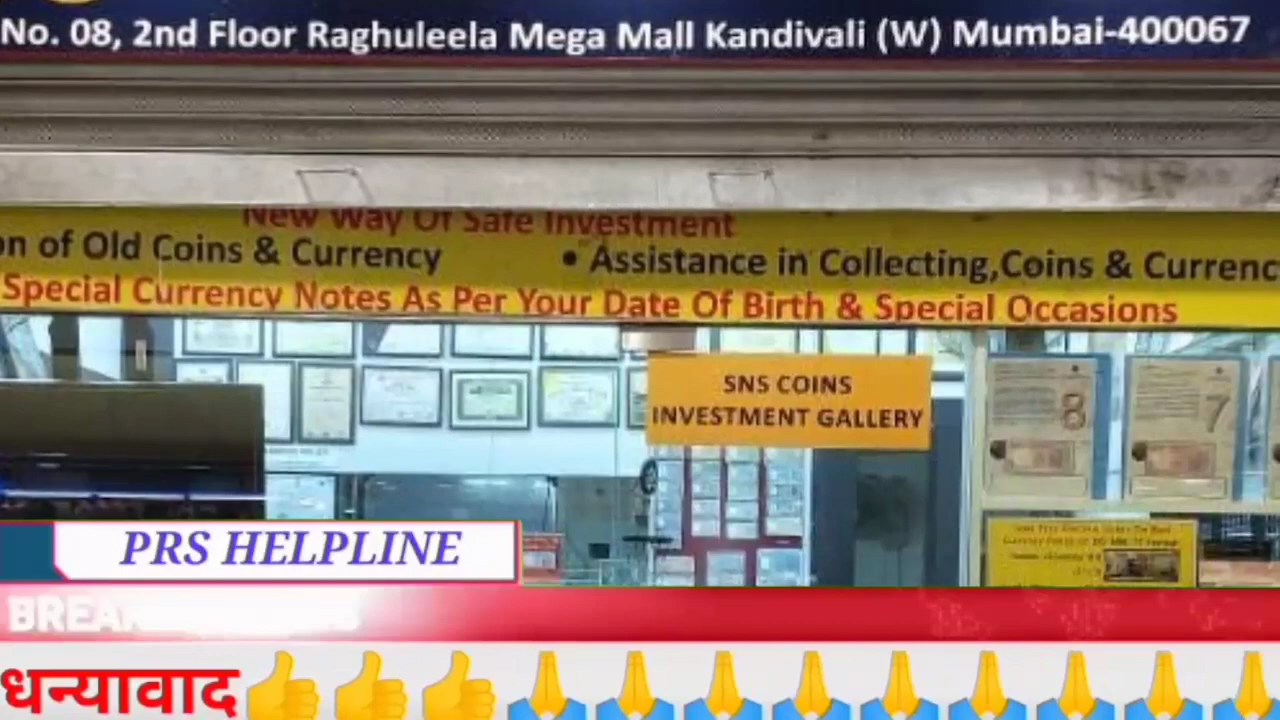 No. 08, 2nd Floor Raghuleela Mega Mall Kandivali (W) Mumbai-400067
New Way Of Safe Investment
on of Old Coins & Currency • Assistance in Collecting,Coins & Currenc
Special Currency Notes As Per Your Date Of Birth & Special Occasions
SNS COINS
INVESTMENT GALLERY
8
7
PRS HELPLINE
BREA
धन्यावाद👍👍👍🙏🙏🙏🙏🙏🙏🙏🙏🙏